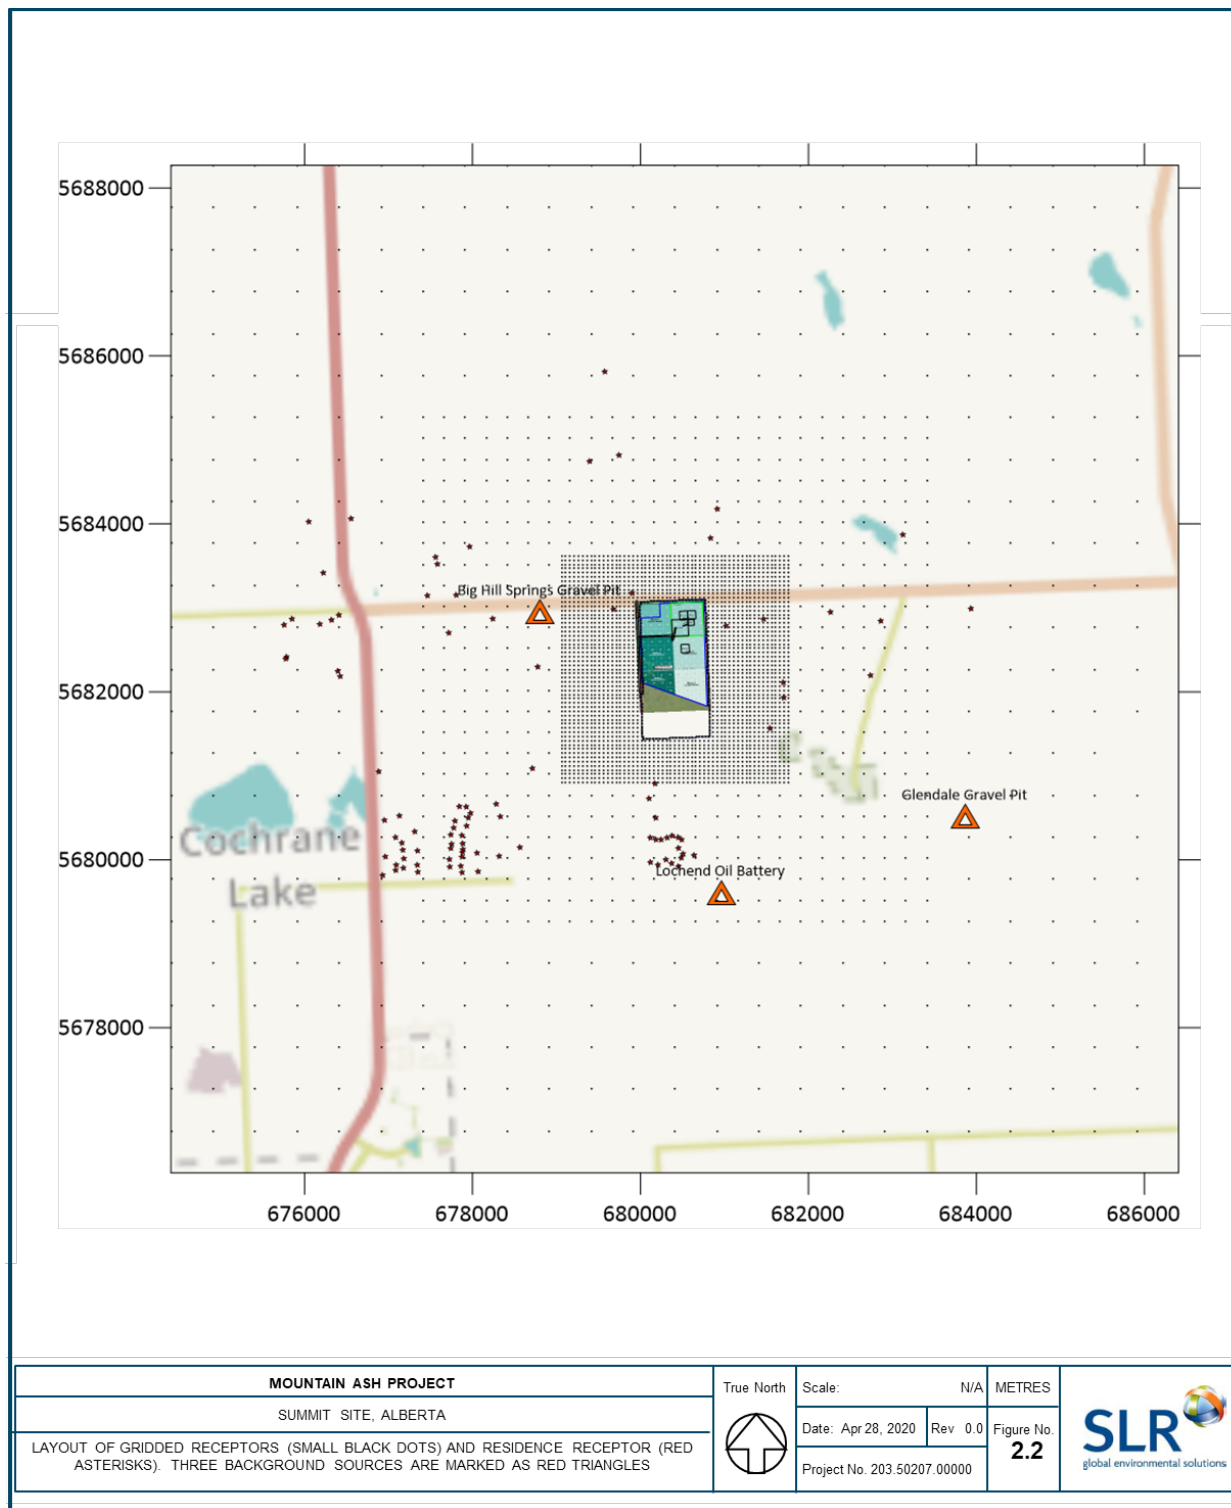 5688000
5686000
5684000
Big Hill Springs Gravel Pit
5682000
Glendale Gravel Pit
Cochrane
Lake
5680000
Lochend Oil Battery
5678000
676000 678000 680000 682000 684000 686000
MOUNTAIN ASH PROJECT
SUMMIT SITE, ALBERTA
LAYOUT OF GRIDDED RECEPTORS (SMALL BLACK DOTS) AND RESIDENCE RECEPTOR (RED
ASTERISKS). THREE BACKGROUND SOURCES ARE MARKED AS RED TRIANGLES
True North
Scale: N/A
METRES
Date: Apr 28, 2020
Rev 0.0
Figure No.
2.2
Project No. 203.50207.00000
SLR
global environmental solutions